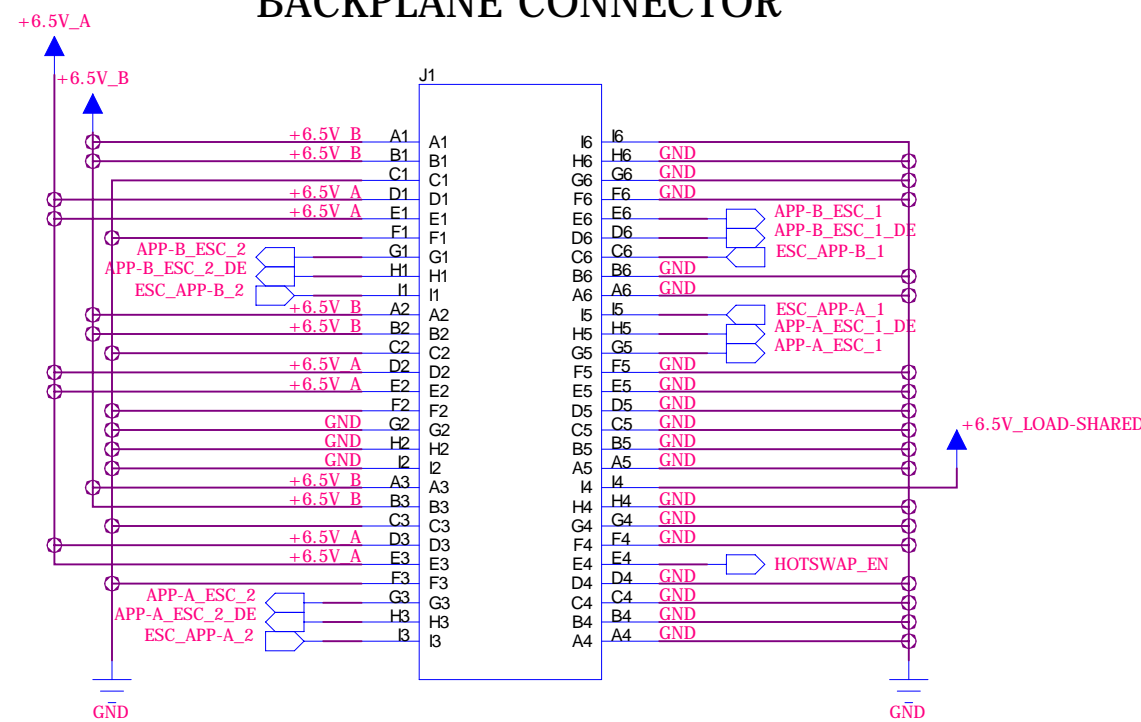 BACKPLANE CONNECTOR
+6.5V_A
+6.5V_B
J1
+6.5V_B A1 A1 I6 I6
+6.5V_B B1 B1 H6 H6 GND
C1 C1 G6 G6 GND
+6.5V_A D1 D1 F6 F6 GND
+6.5V_A E1 E1 E6 E6 APP-B_ESC_1
F1 F1 D6 D6 APP-B_ESC_1_DE
APP-B_ESC_2 G1 G1 C6 C6 ESC_APP-B_1
APP-B_ESC_2_DE H1 H1 B6 B6 GND
ESC_APP-B_2 I1 I1 A6 A6 GND
+6.5V_B A2 A2 I5 I5 ESC_APP-A_1
+6.5V_B B2 B2 H5 H5 APP-A_ESC_1_DE
C2 C2 G5 G5 APP-A_ESC_1
+6.5V_A D2 D2 F5 F5 GND
+6.5V_A E2 E2 E5 E5 GND
F2 F2 D5 D5 GND
GND G2 G2 C5 C5 GND
+6.5V_LOAD-SHARED
GND H2 H2 B5 B5 GND
GND I2 I2 A5 A5 GND
+6.5V_B A3 A3 I4 I4
+6.5V_B B3 B3 H4 H4 GND
C3 C3 G4 G4 GND
+6.5V_A D3 D3 F4 F4 GND
+6.5V_A E3 E3 E4 E4 HOTSWAP_EN
F3 F3 D4 D4 GND
APP-A_ESC_2 G3 G3 C4 C4 GND
APP-A_ESC_2_DE H3 H3 B4 B4 GND
ESC_APP-A_2 I3 I3 A4 A4 GND
GND
GND